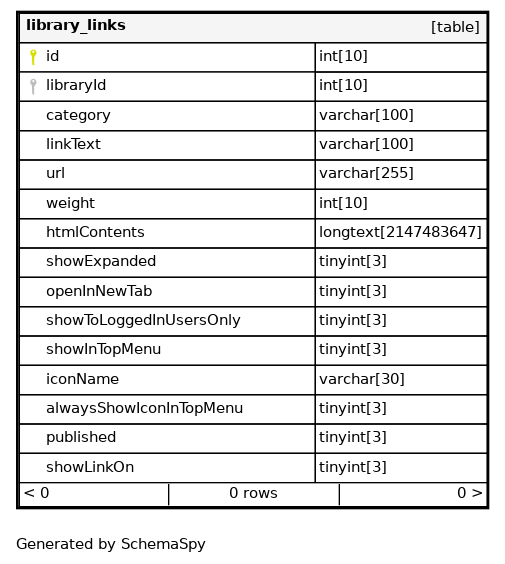 library_links [table]
id int[10]
libraryId int[10]
category varchar[100]
linkText varchar[100]
url varchar[255]
weight int[10]
htmlContents longtext[2147483647]
showExpanded tinyint[3]
openInNewTab tinyint[3]
showToLoggedInUsersOnly tinyint[3]
showInTopMenu tinyint[3]
iconName varchar[30]
alwaysShowIconInTopMenu tinyint[3]
published tinyint[3]
showLinkOn tinyint[3]
< 0 0 rows 0 >
Generated by SchemaSpy